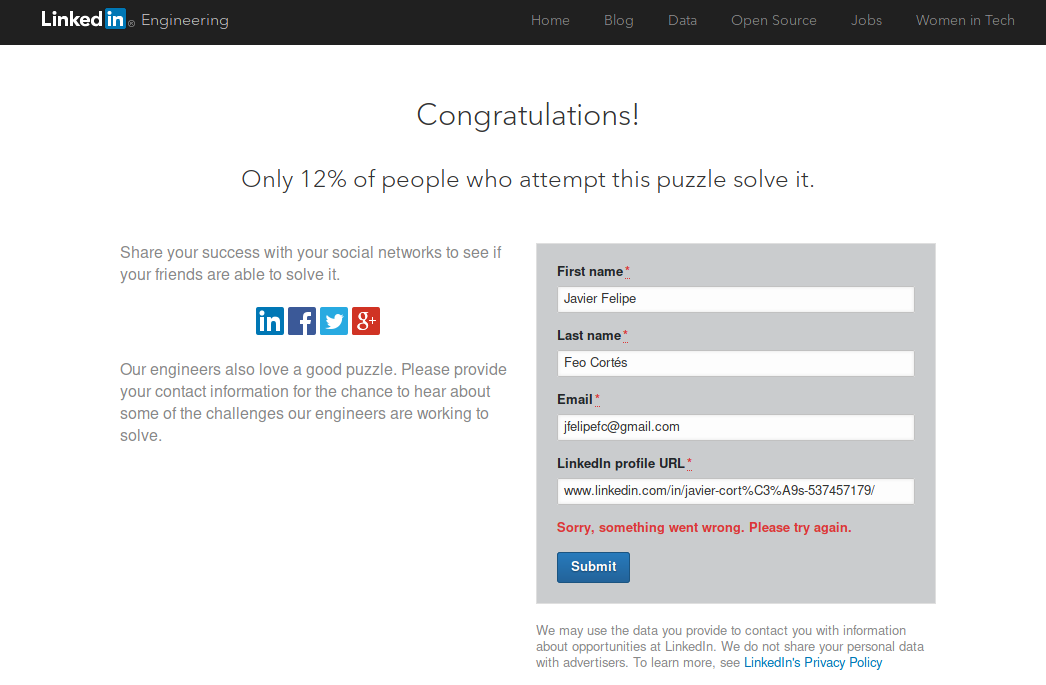 Linked in ® Engineering Home Blog Data Open Source Jobs Women in Tech
Congratulations!
Only 12% of people who attempt this puzzle solve it.
Share your success with your social networks to see if
your friends are able to solve it.
in f g+
Our engineers also love a good puzzle. Please provide
your contact information for the chance to hear about
some of the challenges our engineers are working to
solve.
First name*
Javier Felipe
Last name*
Feo Cortés
Email*
jfelipefc@gmail.com
LinkedIn profile URL*
www.linkedin.com/in/javier-cort%C3%A9s-537457179/
Sorry, something went wrong. Please try again.
Submit
We may use the data you provide to contact you with information
about opportunities at LinkedIn. We do not share your personal data
with advertisers. To learn more, see LinkedIn's Privacy Policy